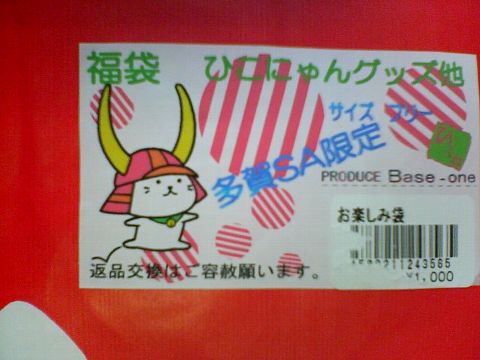 福袋 ひこにゃんグッズ他
サイズ フリー
多賀SA限定
PRODUCE Base-one
お楽しみ袋
¥1,000
返品交換はご容赦願います。